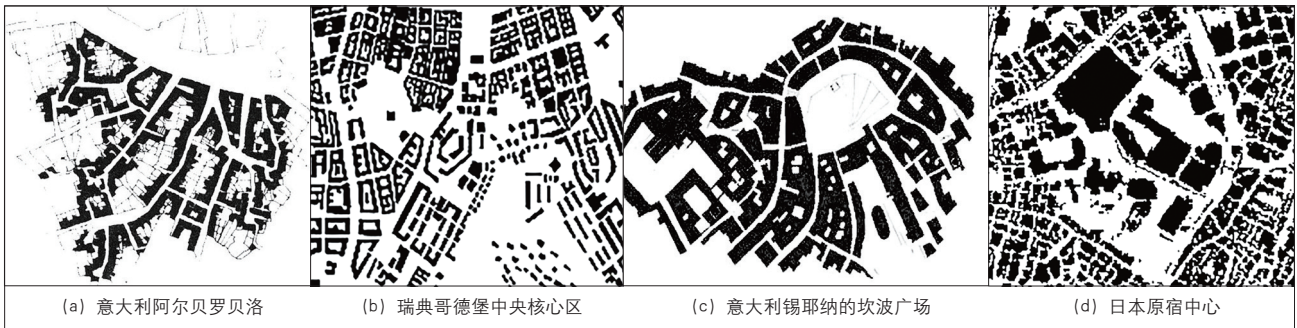 (a) 意大利阿尔贝罗贝洛
(b) 瑞典哥德堡中央核心区
(c) 意大利锡耶纳的坎波广场
(d) 日本原宿中心